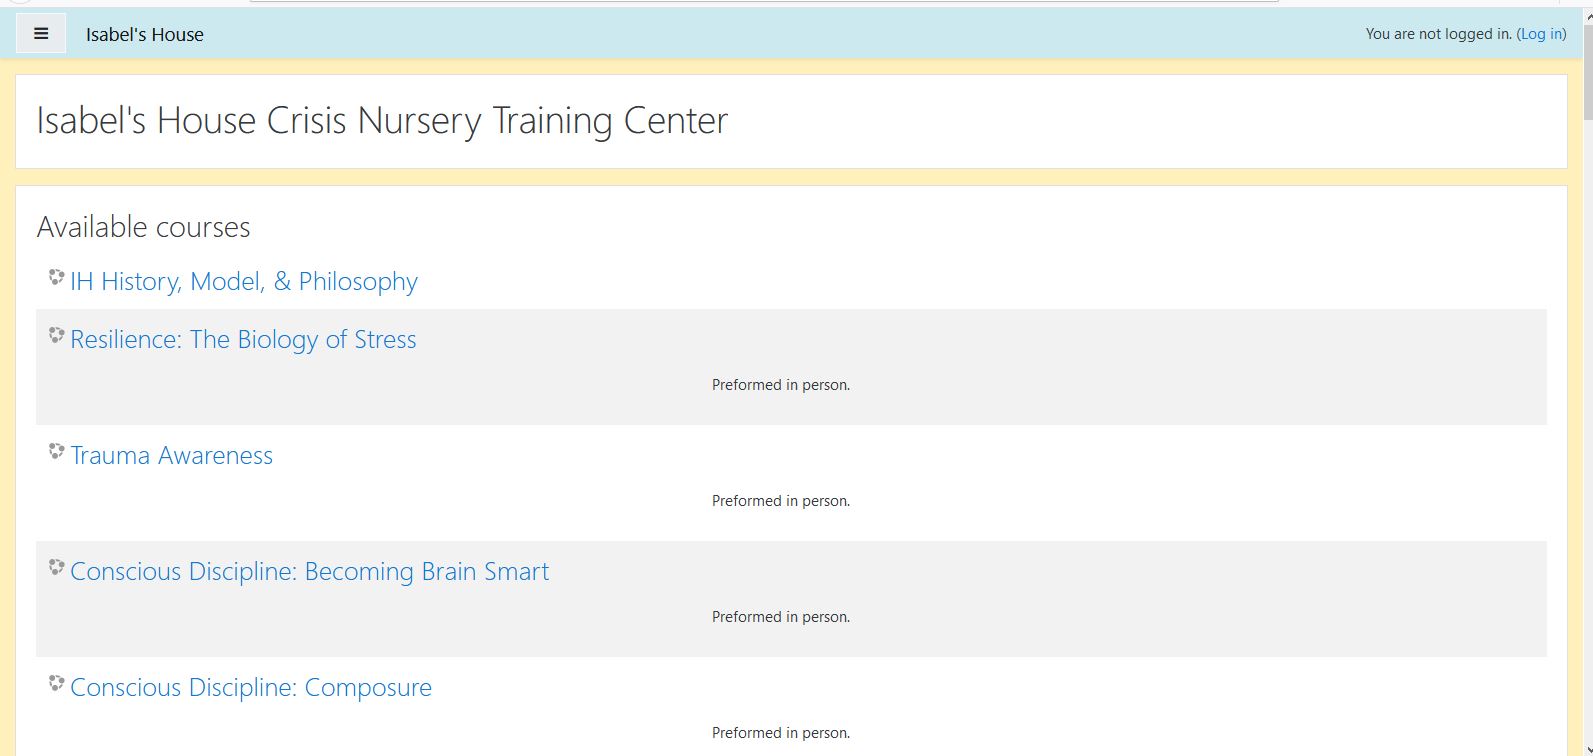 Isabel's House
You are not logged in. (Log in)
Isabel's House Crisis Nursery Training Center
Available courses
IH History, Model, & Philosophy
Resilience: The Biology of Stress
Preformed in person.
Trauma Awareness
Preformed in person.
Conscious Discipline: Becoming Brain Smart
Preformed in person.
Conscious Discipline: Composure
Preformed in person.